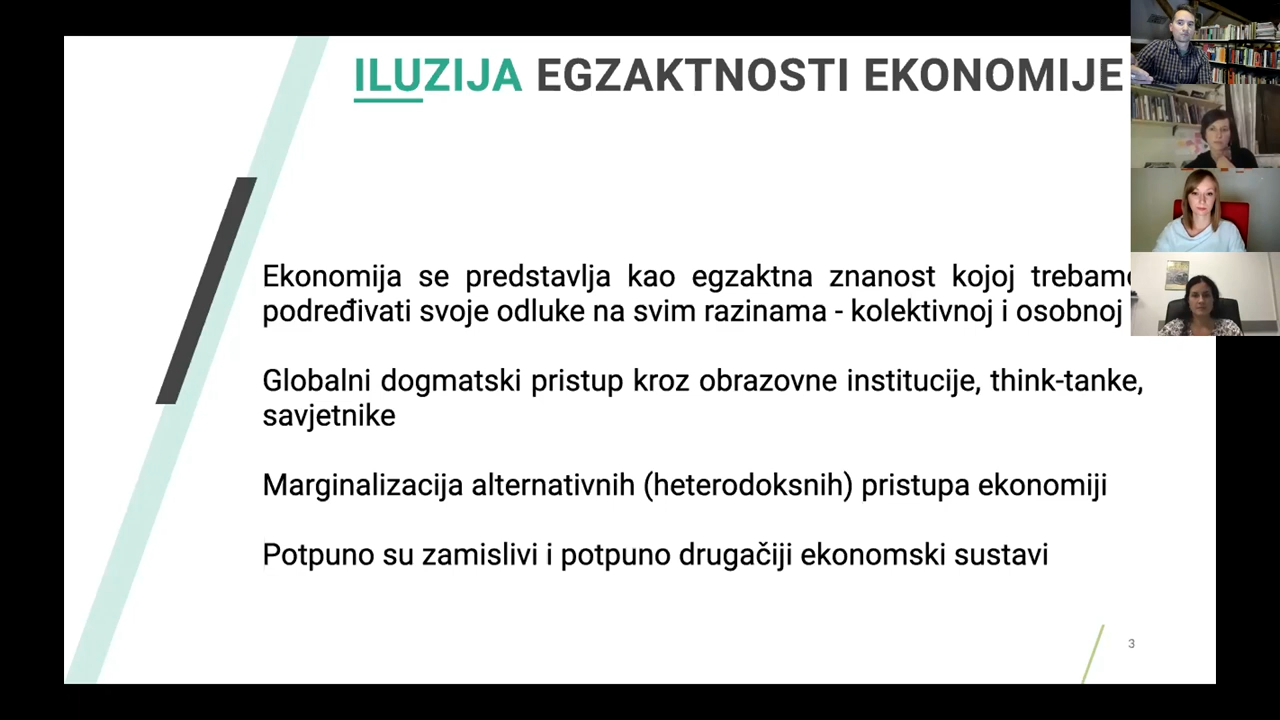 ILUZIJA EGZAKTNOSTI EKONOMIJE
Ekonomija se predstavlja kao egzaktna znanost kojoj trebamo
podređivati svoje odluke na svim razinama - kolektivnoj i osobnoj
Globalni dogmatski pristup kroz obrazovne institucije, think-tanke,
savjetnike
Marginalizacija alternativnih (heterodoksnih) pristupa ekonomiji
Potpuno su zamislivi i potpuno drugačiji ekonomski sustavi
3